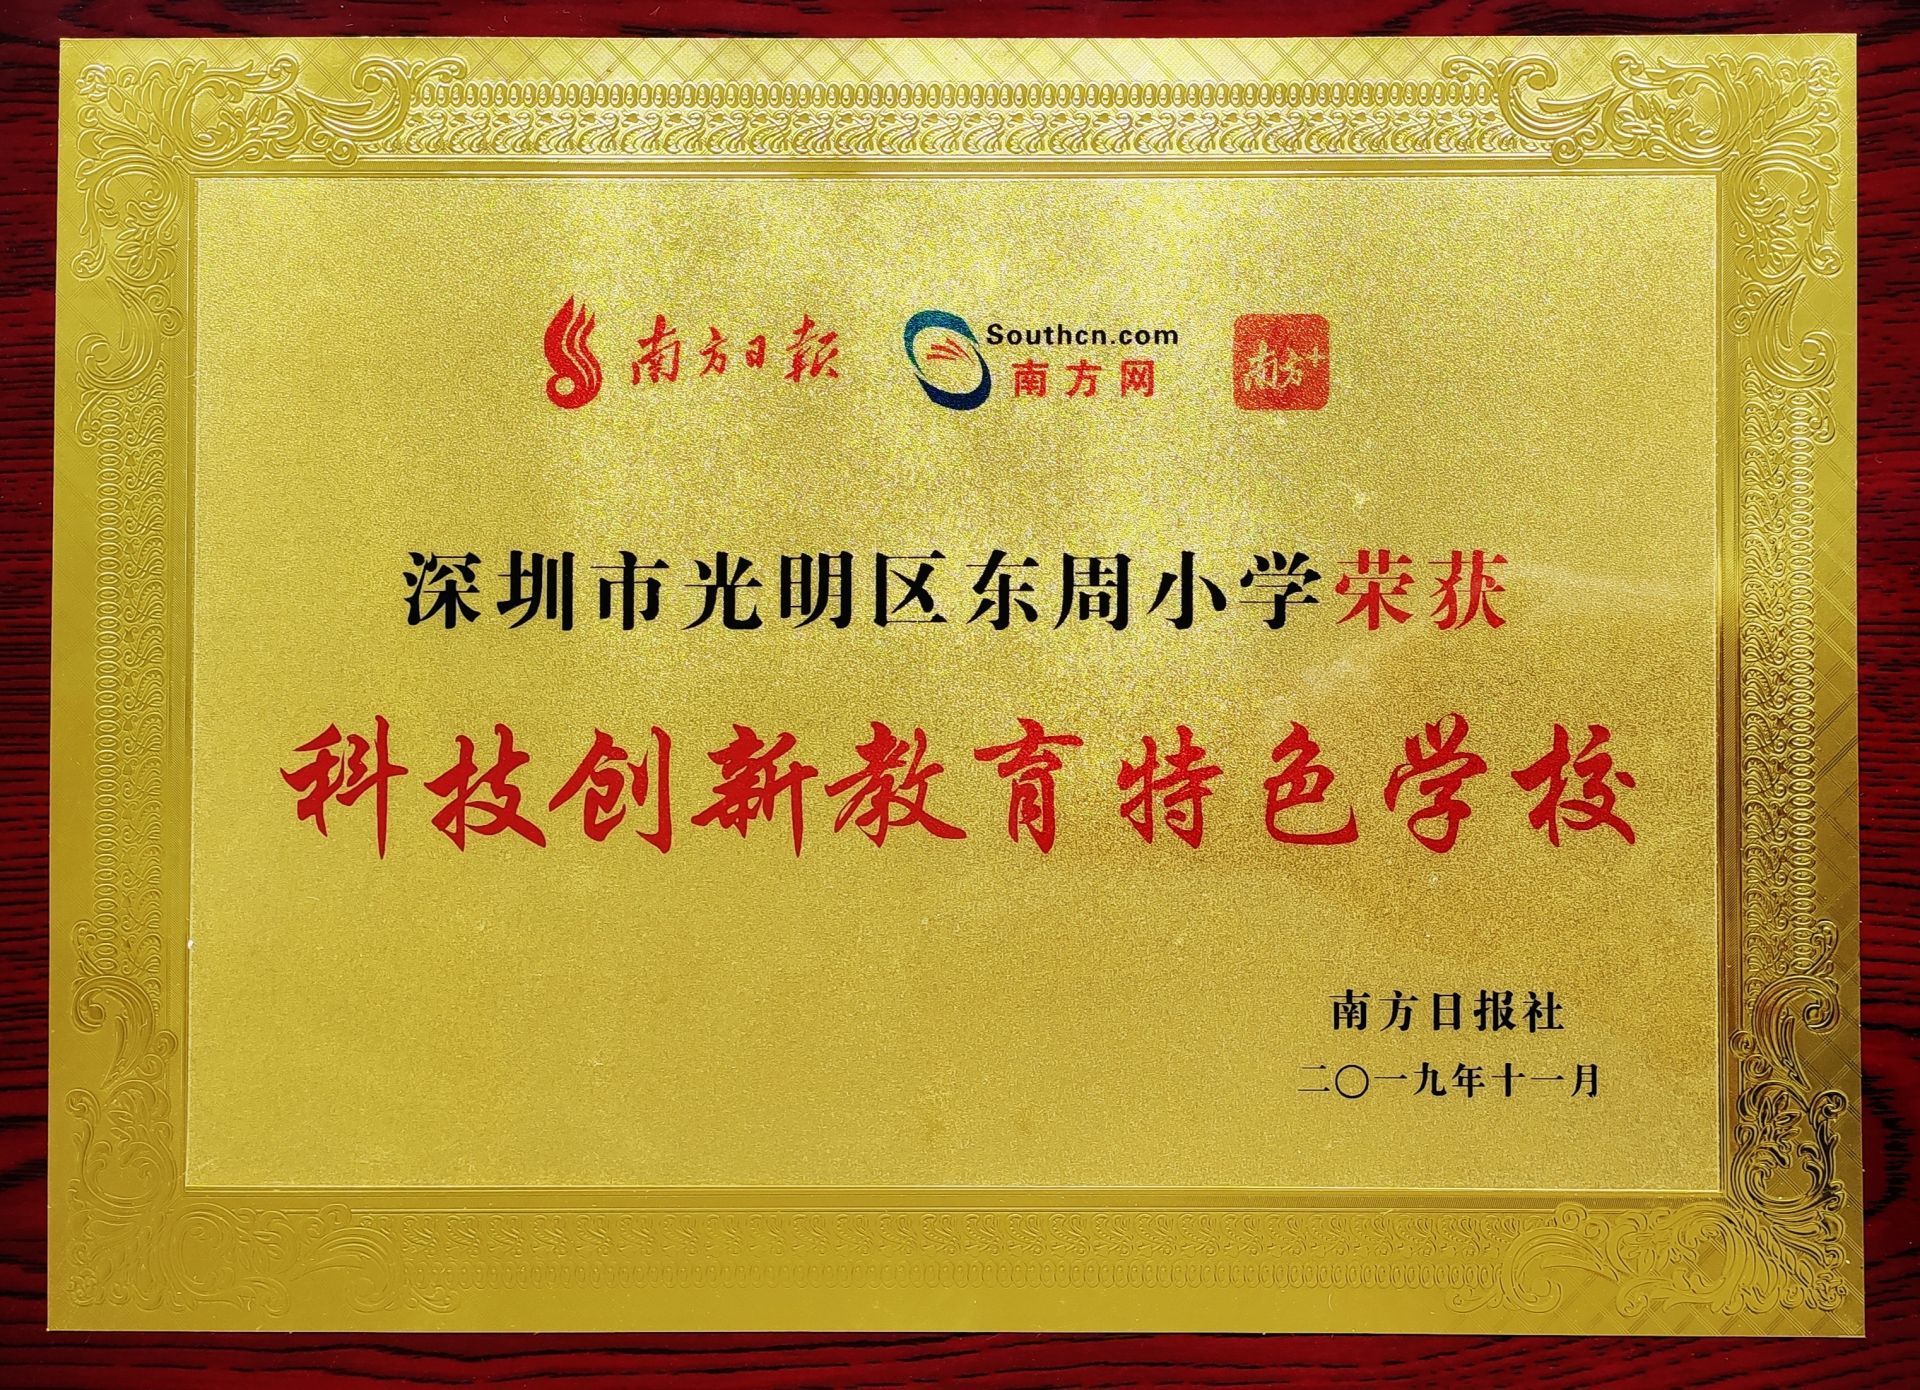 南方日报 Southcn.com 南方+
南方网
深圳市光明区东周小学荣获
科技创新教育特色学校
南方日报社
二〇一九年十一月